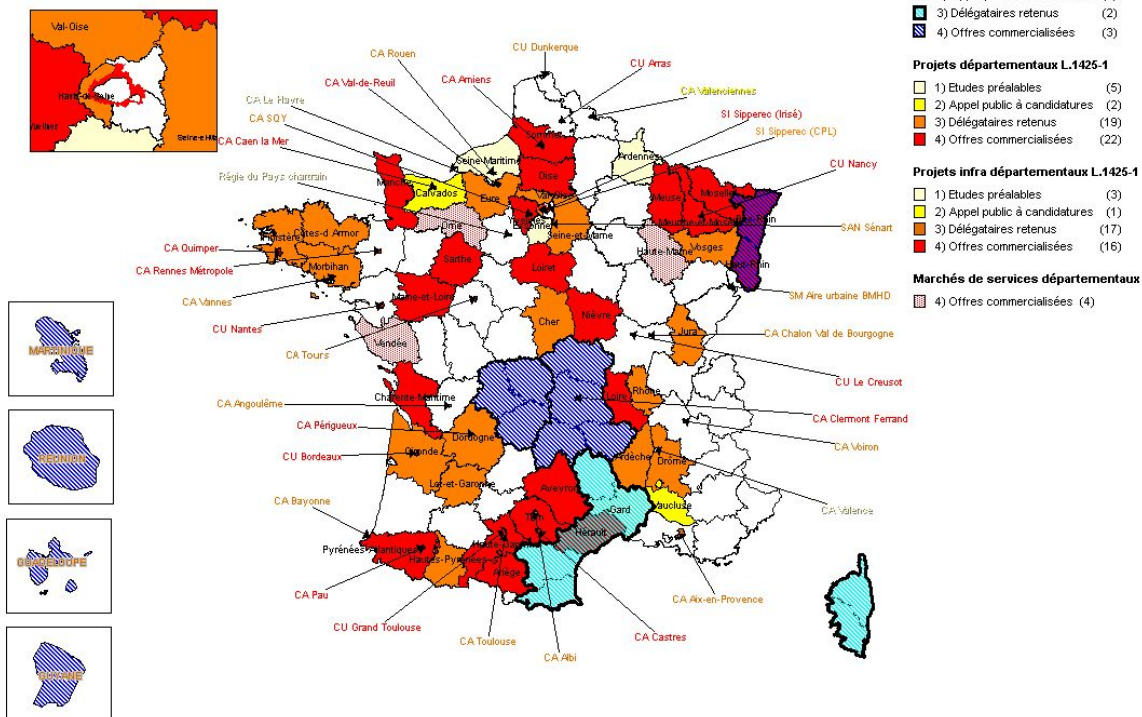 3) Délégataires retenus (2)
4) Offres commercialisées (3)
Projets départementaux L.1425-1
1) Etudes préalables (5)
2) Appel public à candidatures (2)
3) Délégataires retenus (19)
4) Offres commercialisées (22)
Projets infra départementaux L.1425-1
1) Etudes préalables (3)
2) Appel public à candidatures (1)
3) Délégataires retenus (17)
4) Offres commercialisées (16)
Marchés de services départementaux
4) Offres commercialisées (4)
Val-Oise
CU Dunkerque
CA Rouen
CU Arras
CA Val-de-Reuil
CA Amiens
CA Valenciennes
CA Le Havre
SI Sipperec (Irisé)
CA SQY
SI Sipperec (CPL)
CA Caen la Mer
CU Nancy
Régie du Pays chartrain
Somme
Seine-Maritime
Ardennes
Oise
Manche
Calvados
Eure
Val-Oise
Meuse
Moselle
Bas-Rhin
Orne
Essonne
Seine-et-Marne
SAN Sénart
Finistère
Côtes-d Armor
Vosges
Haute-Marne
Haut-Rhin
CA Quimper
Morbihan
Sarthe
Loiret
CA Rennes Métropole
CA Vannes
SM Aire urbaine BMHD
Maine-et-Loire
Nièvre
CU Nantes
Cher
Jura
CA Chalon Val de Bourgogne
Vendée
CA Tours
MARTINIQUE
CU Le Creusot
Charente-Maritime
Loire
Rhône
CA Angoulême
CA Clermont Ferrand
CA Périgueux
Dordogne
CA Voiron
CU Bordeaux
Gironde
Ardèche
Drôme
REUNION
Lot-et-Garonne
Aveyron
CA Bayonne
Vaucluse
Gard
CA Valence
Tarn
Hérault
Pyrénées-Atlantiques
Hautes-Pyrénées
Ariège
GUADELOUPE
CA Pau
CA Aix-en-Provence
CU Grand Toulouse
CA Toulouse
CA Castres
CA Albi
GUYANE